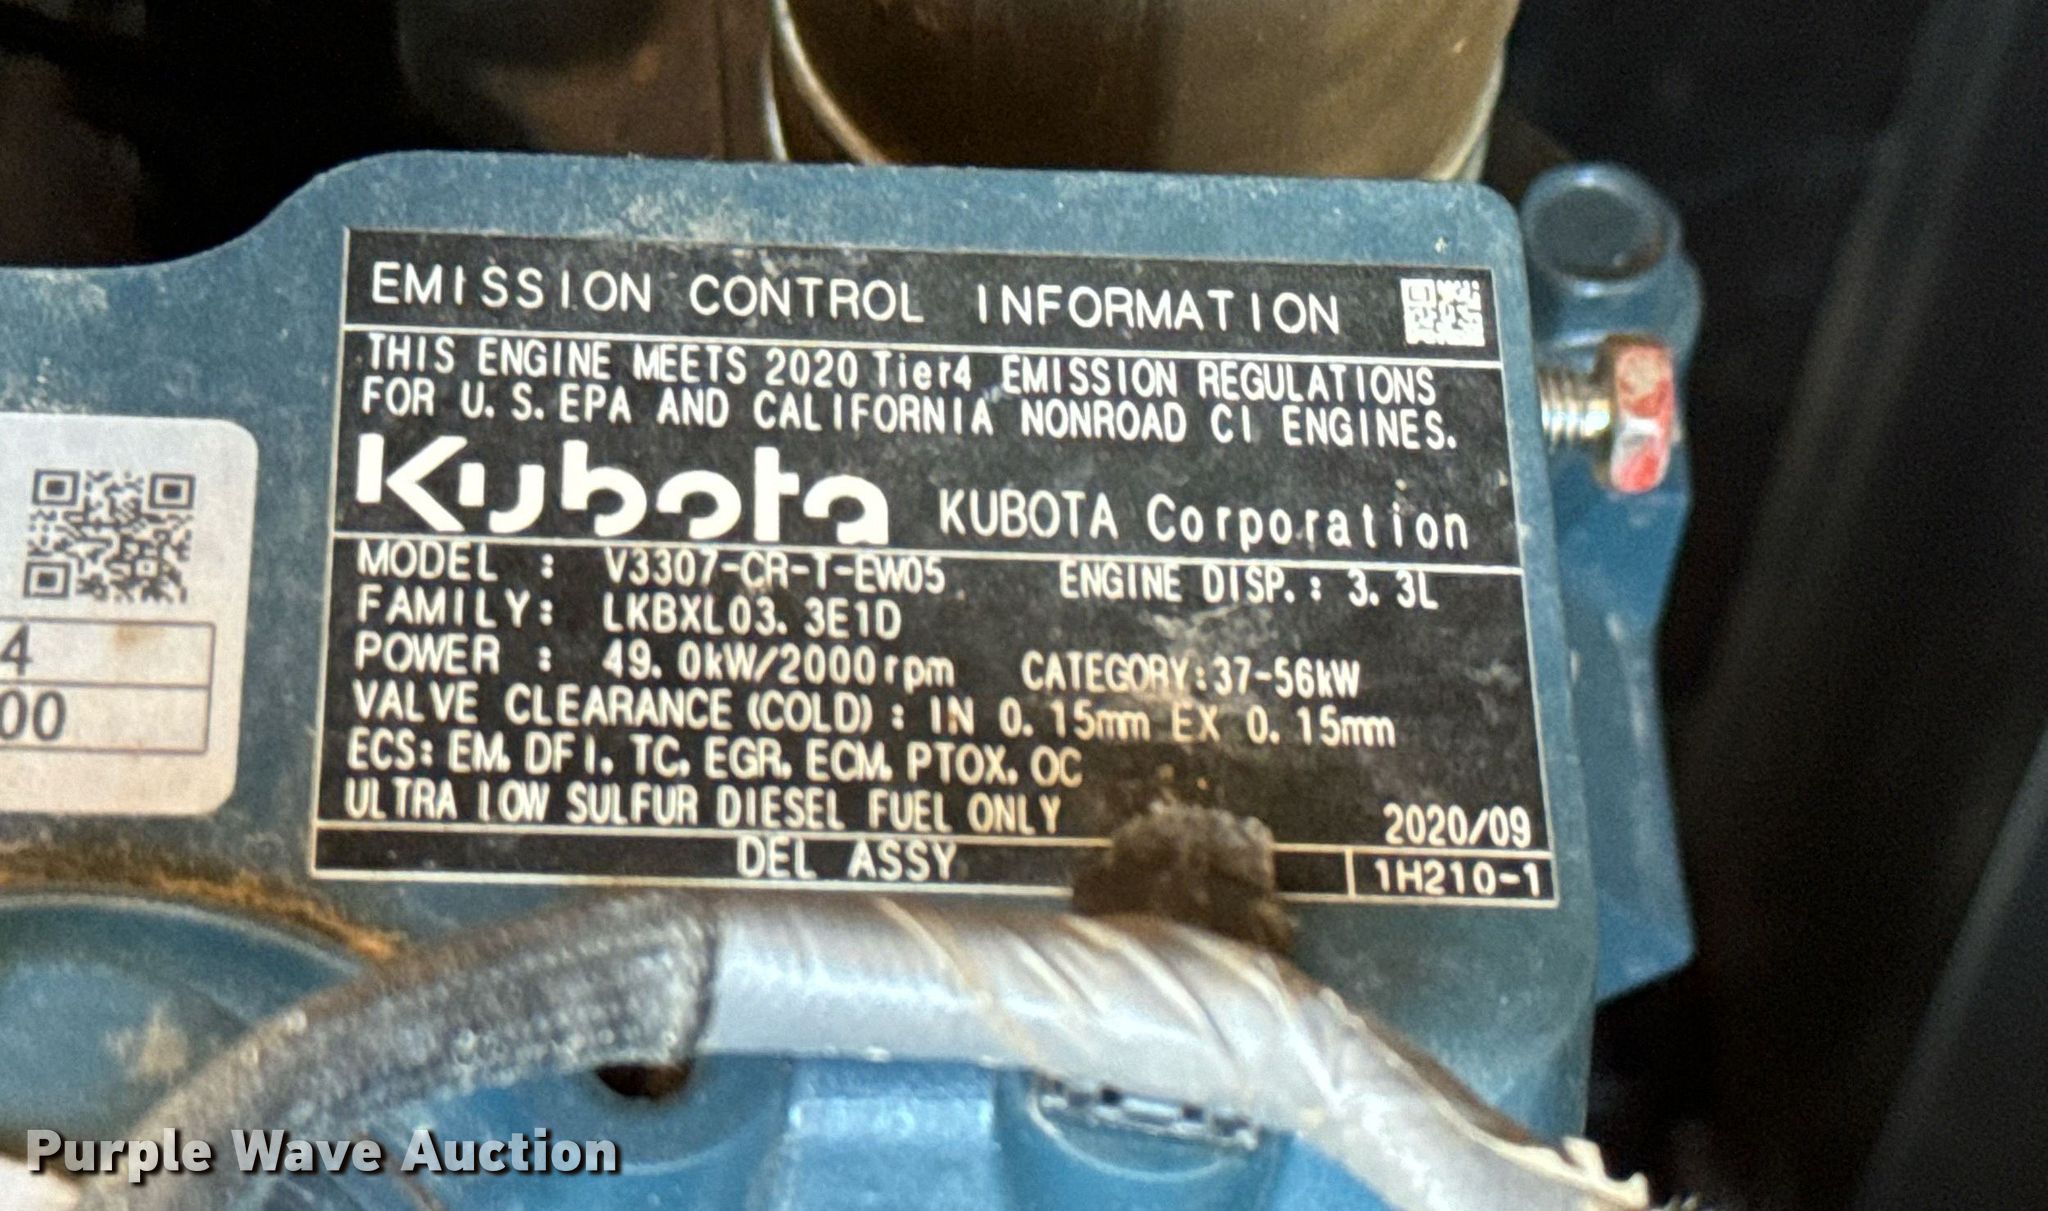 EMISSION CONTROL INFORMATION
THIS ENGINE MEETS 2020 Tier4 EMISSION REGULATIONS
FOR U.S.EPA AND CALIFORNIA NONROAD CI ENGINES.
Kubota KUBOTA Corporation
MODEL : V3307-CR-T-EW05 ENGINE DISP.: 3.3L
FAMILY: LKBXL03.3E1D
POWER : 49.0kW/2000rpm CATEGORY:37-56kW
VALVE CLEARANCE(COLD): IN 0.15mm EX 0.15mm
ECS: EM. DFI. TC. EGR. ECM. PTOX. OC
ULTRA LOW SULFUR DIESEL FUEL ONLY 2020/09
DEL ASSY 1H210-1
4
00
Purple Wave Auction